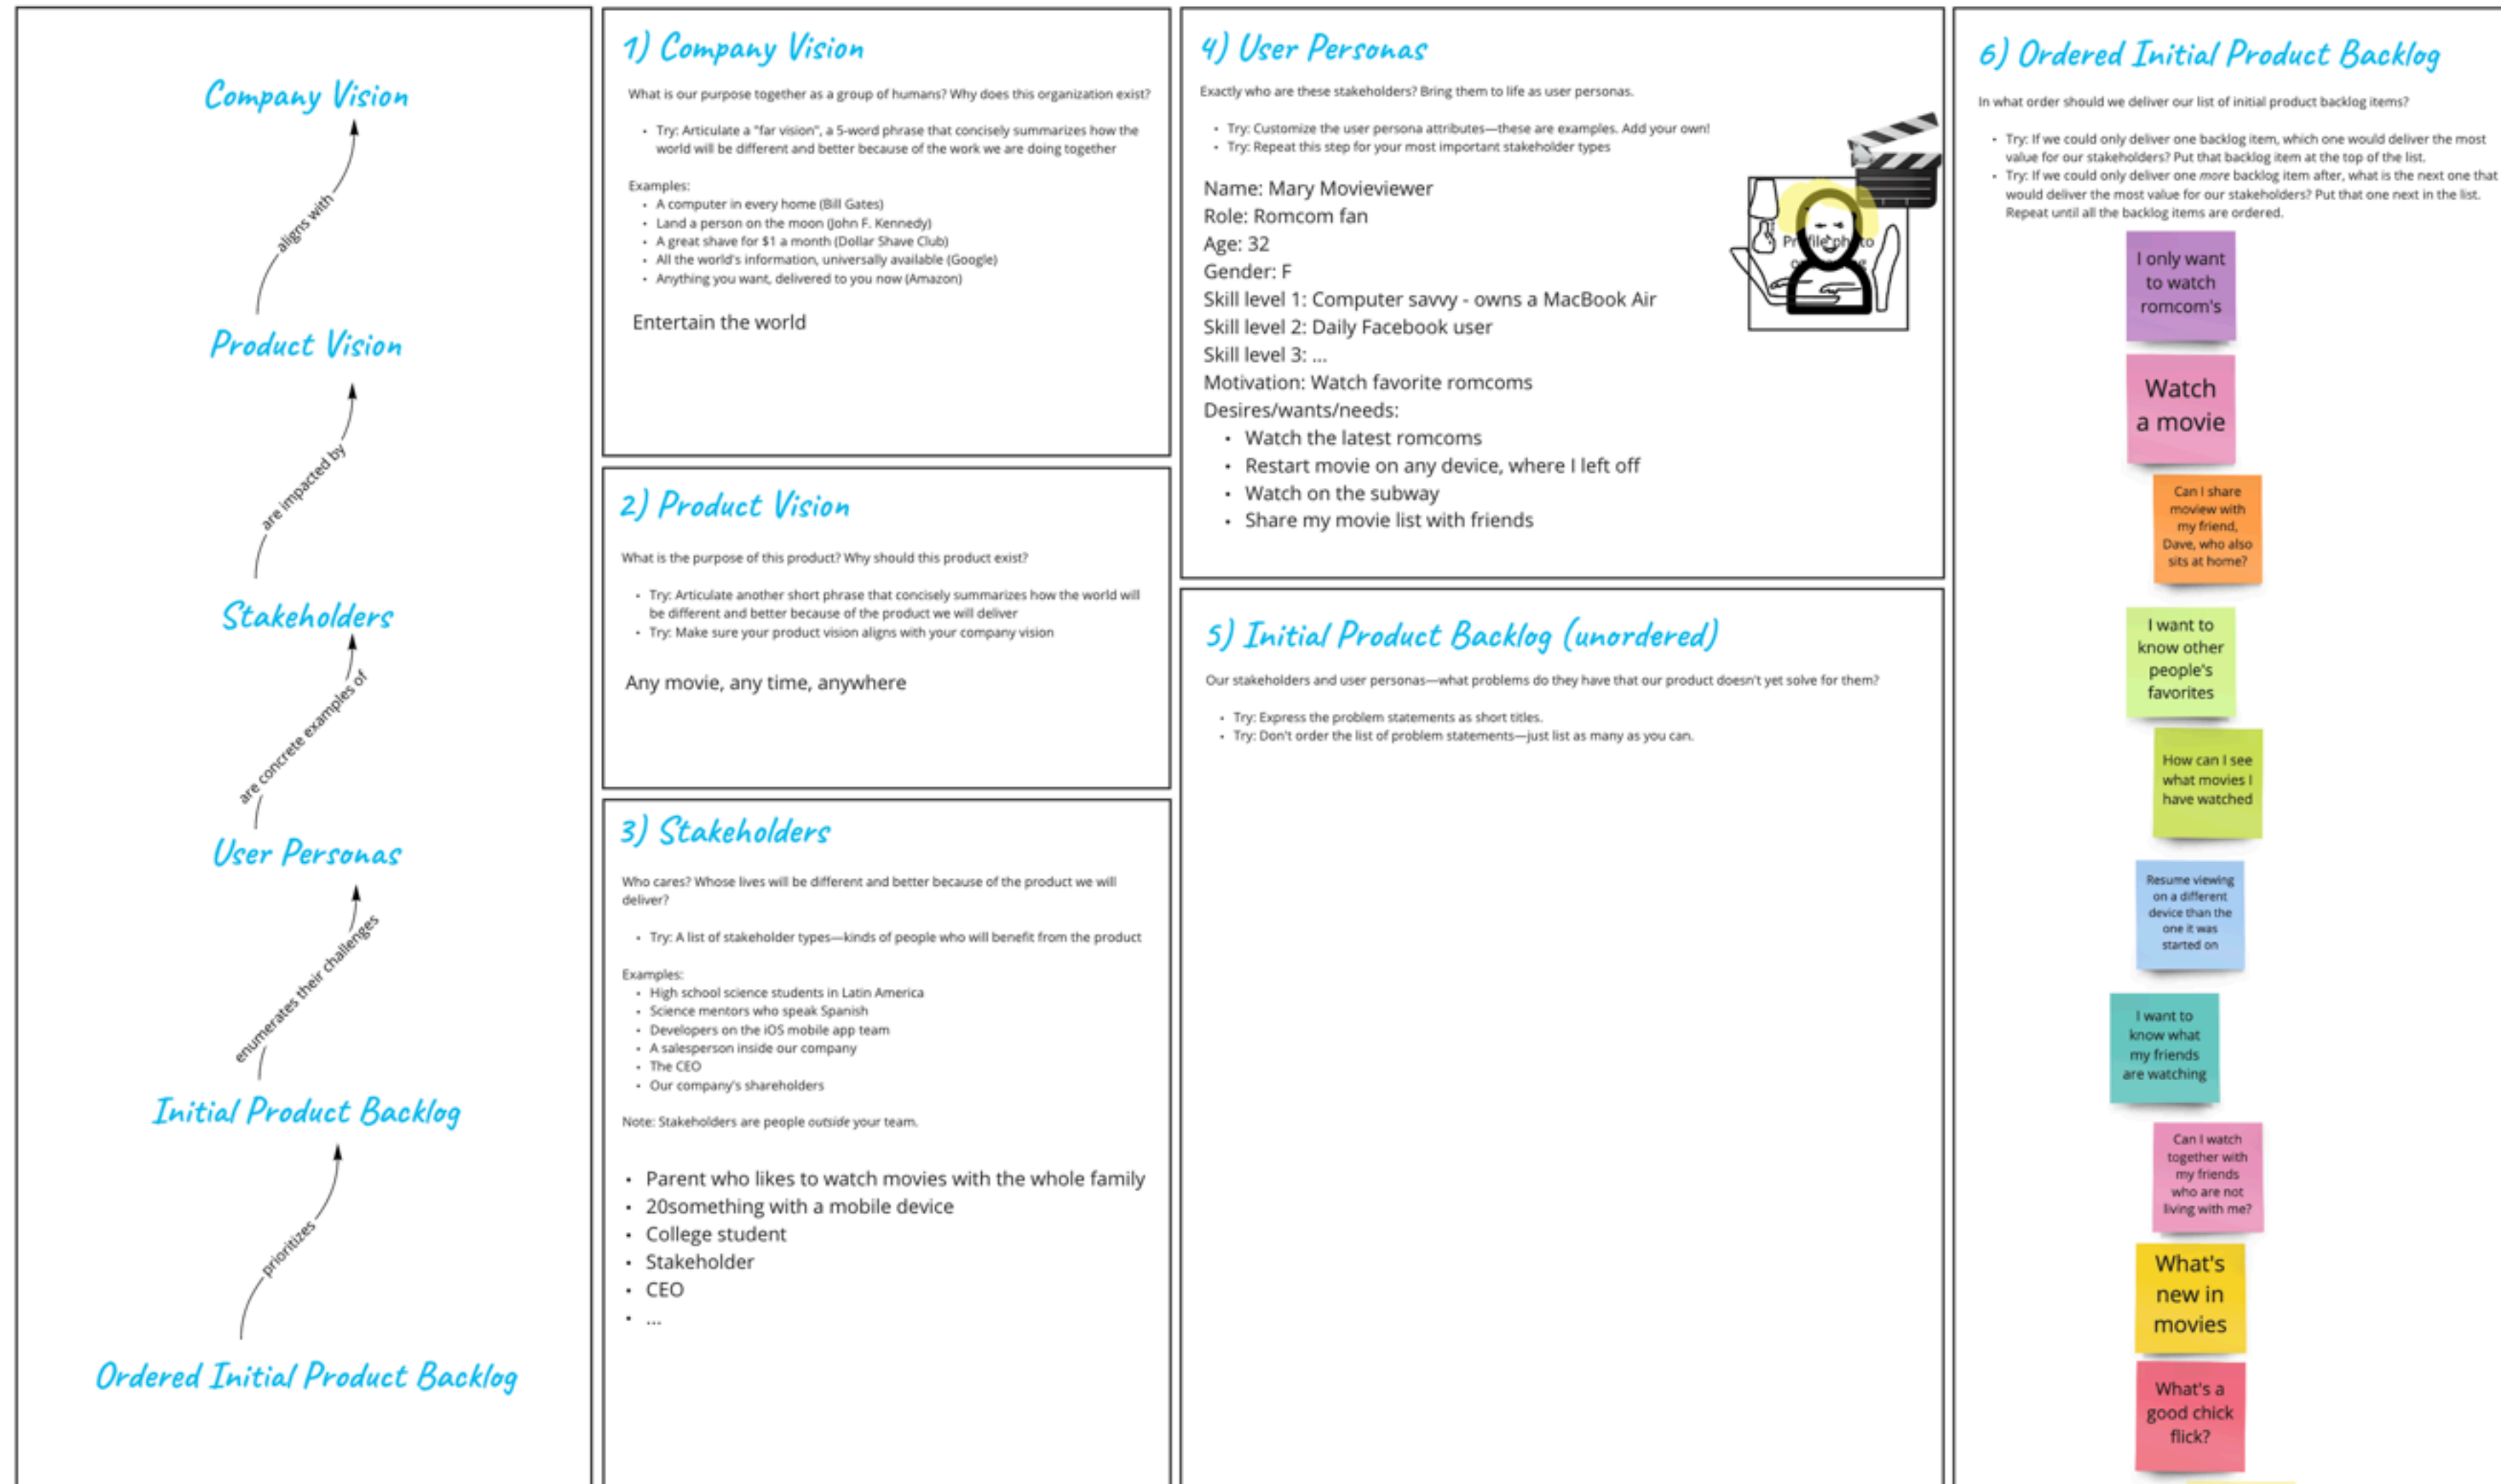 Company Vision
aligns with
Product Vision
are impacted by
Stakeholders
are concrete examples of
User Personas
enumerates their challenges
Initial Product Backlog
prioritizes
Ordered Initial Product Backlog
1) Company Vision
What is our purpose together as a group of humans? Why does this organization exist?
• Try: Articulate a "far vision", a 5-word phrase that concisely summarizes how the
world will be different and better because of the work we are doing together
Examples:
• A computer in every home (Bill Gates)
• Land a person on the moon (John F. Kennedy)
• A great shave for $1 a month (Dollar Shave Club)
• All the world's information, universally available (Google)
• Anything you want, delivered to you now (Amazon)
Entertain the world
2) Product Vision
What is the purpose of this product? Why should this product exist?
• Try: Articulate another short phrase that concisely summarizes how the world will
be different and better because of the product we will deliver
• Try: Make sure your product vision aligns with your company vision
Any movie, any time, anywhere
3) Stakeholders
Who cares? Whose lives will be different and better because of the product we will
deliver?
• Try: A list of stakeholder types—kinds of people who will benefit from the product
Examples:
• High school science students in Latin America
• Science mentors who speak Spanish
• Developers on the iOS mobile app team
• A salesperson inside our company
• The CEO
• Our company's shareholders
Note: Stakeholders are people outside your team.
• Parent who likes to watch movies with the whole family
• 20something with a mobile device
• College student
• Stakeholder
• CEO
• ...
4) User Personas
Exactly who are these stakeholders? Bring them to life as user personas.
• Try: Customize the user persona attributes—these are examples. Add your own!
• Try: Repeat this step for your most important stakeholder types
Name: Mary Movieviewer
Role: Romcom fan
Age: 32
Gender: F
Skill level 1: Computer savvy - owns a MacBook Air
Skill level 2: Daily Facebook user
Skill level 3: ...
Motivation: Watch favorite romcoms
Desires/wants/needs:
• Watch the latest romcoms
• Restart movie on any device, where I left off
• Watch on the subway
• Share my movie list with friends
Profile photo
5) Initial Product Backlog (unordered)
Our stakeholders and user personas—what problems do they have that our product doesn't yet solve for them?
• Try: Express the problem statements as short titles.
• Try: Don't order the list of problem statements—just list as many as you can.
6) Ordered Initial Product Backlog
In what order should we deliver our list of initial product backlog items?
• Try: If we could only deliver one backlog item, which one would deliver the most
value for our stakeholders? Put that backlog item at the top of the list.
• Try: If we could only deliver one more backlog item after, what is the next one that
would deliver the most value for our stakeholders? Put that one next in the list.
Repeat until all the backlog items are ordered.
I only want
to watch
romcom's
Watch
a movie
Can I share
moview with
my friend,
Dave, who also
sits at home?
I want to
know other
people's
favorites
How can I see
what movies I
have watched
Resume viewing
on a different
device than the
one it was
started on
I want to
know what
my friends
are watching
Can I watch
together with
my friends
who are not
living with me?
What's
new in
movies
What's a
good chick
flick?